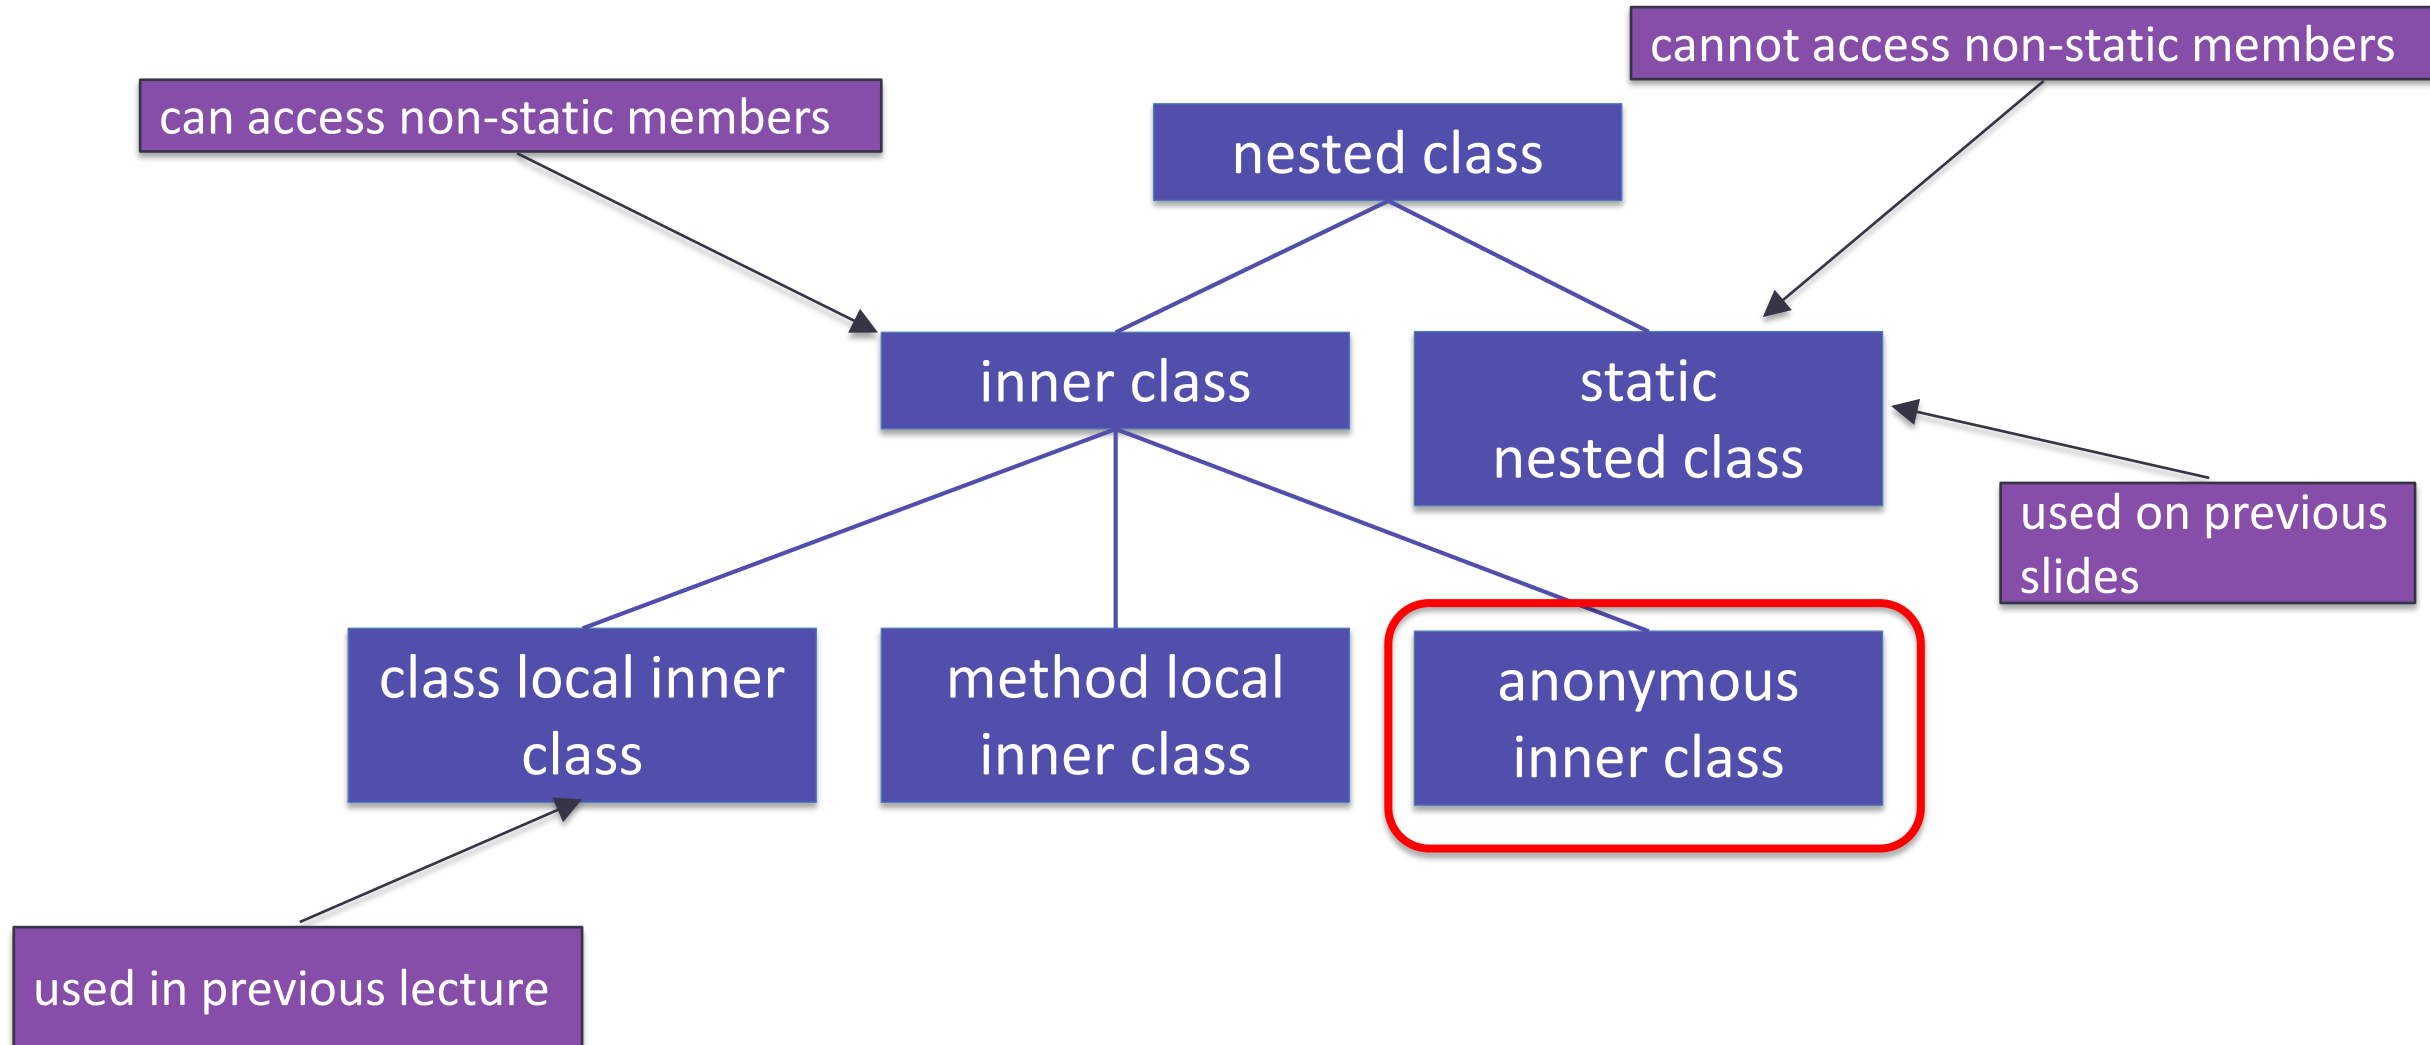 cannot access non-static members
can access non-static members
nested class
inner class
static
nested class
used on previous
slides
class local inner
class
method local
inner class
anonymous
inner class
used in previous lecture